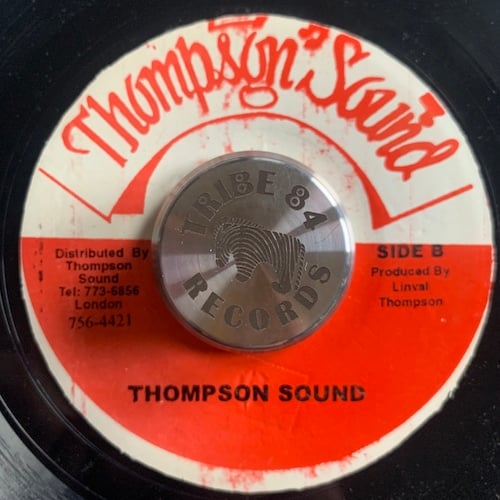 Thompson Sound
TRIBE 84
RECORDS
Distributed By
Thompson
Sound
Tel: 773-6856
London
756-4421
SIDE B
Produced By
Linval
Thompson
THOMPSON SOUND